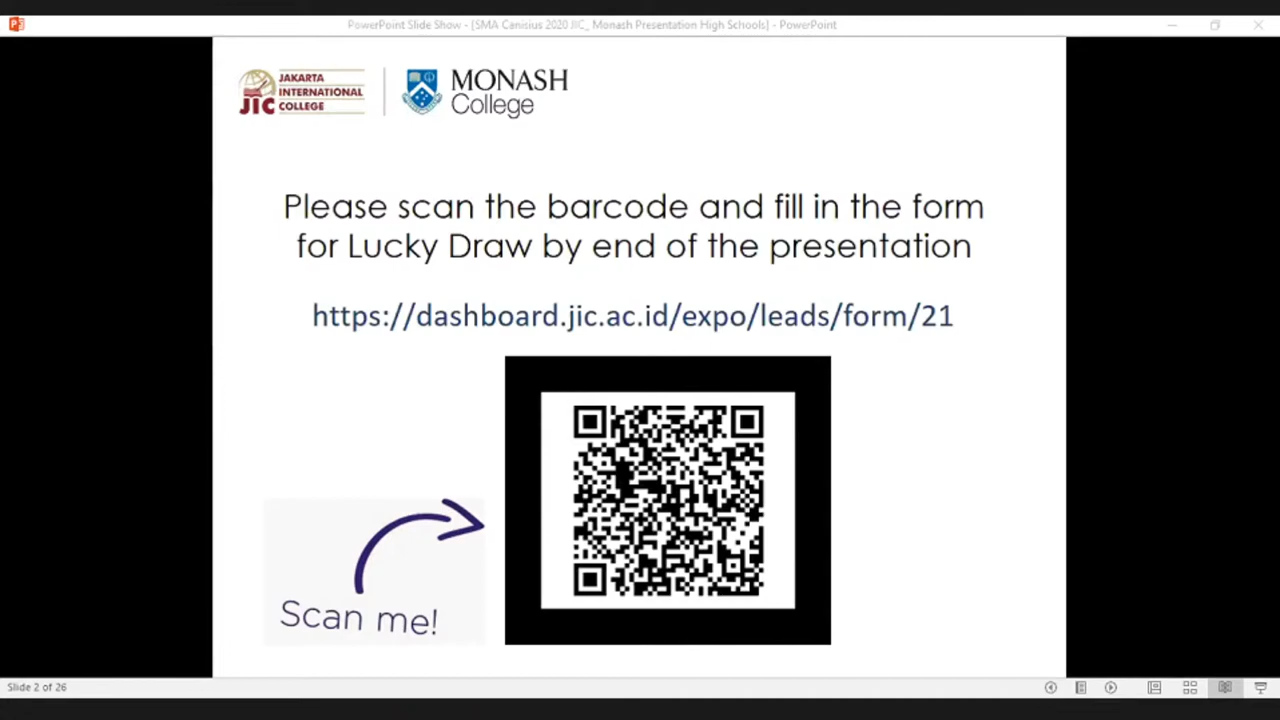 PowerPoint Slide Show - [SMA Canisius 2020 JIC_ Monash Presentation High Schools] - PowerPoint
JAKARTA
INTERNATIONAL
COLLEGE
JIC
MONASH
College
Please scan the barcode and fill in the form
for Lucky Draw by end of the presentation
https://dashboard.jic.ac.id/expo/leads/form/21
Scan me!
Slide 2 of 26